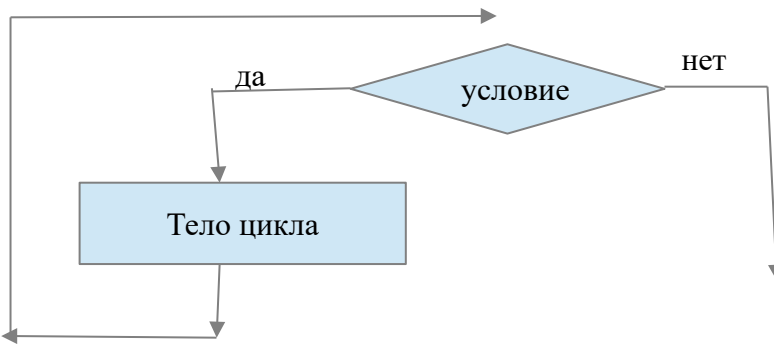 да
условие
нет
Тело цикла